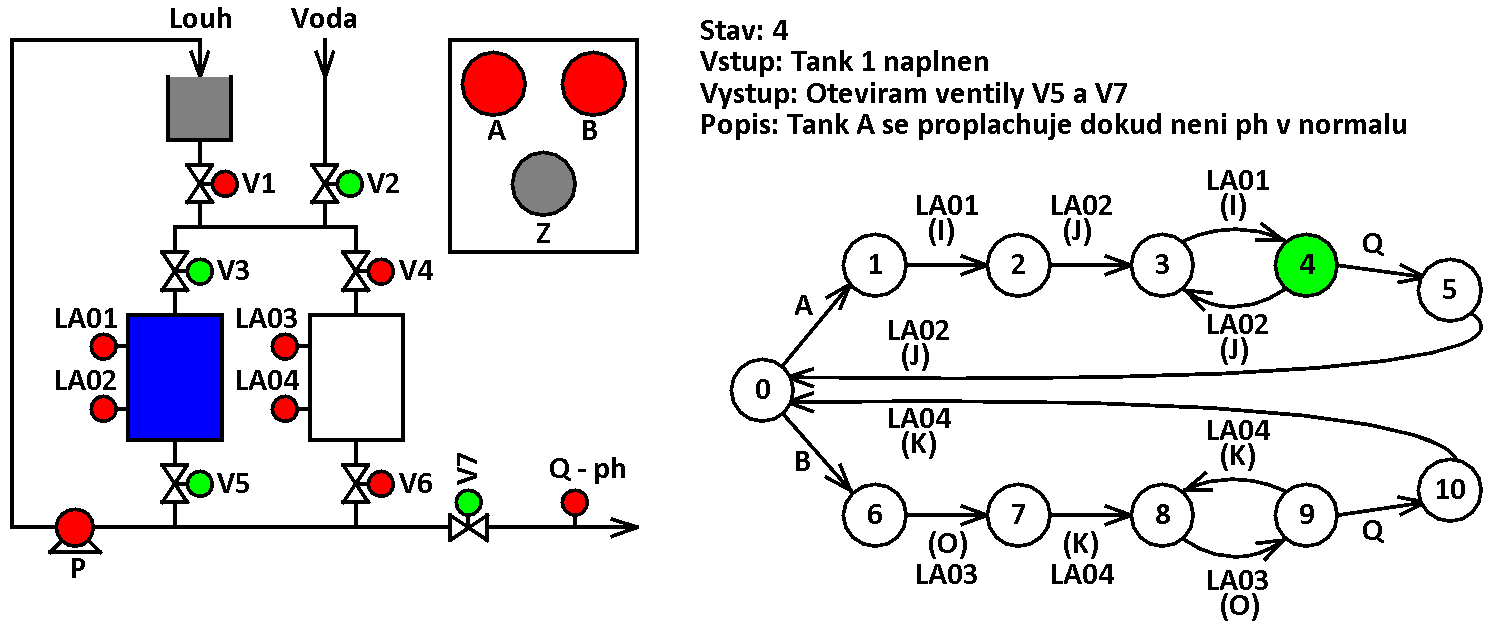 Louh Voda
V1 V2
V3 V4
LA01 LA03
LA02 LA04
V5 V6 V7 Q - ph
P
A B
Z
Stav: 4
Vstup: Tank 1 naplnen
Vystup: Oteviram ventily V5 a V7
Popis: Tank A se proplachuje dokud neni ph v normalu
LA01
(I)
LA02
(J)
LA01
(I)
1 2 3 4 Q 5
A
LA02
(J)
LA02
(J)
0
LA04
(K)
LA04
(K)
B
6 7 8 9 Q 10
(O)
LA03
(K)
LA04
LA03
(O)